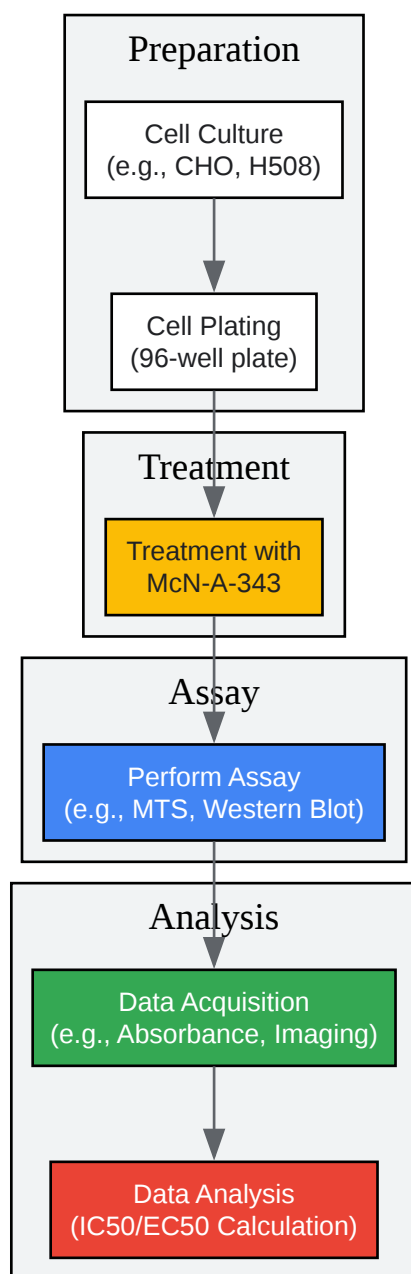 Preparation
Cell Culture
(e.g., CHO, H508)
Cell Plating
(96-well plate)
Treatment
Treatment with
McN-A-343
Assay
Perform Assay
(e.g., MTS, Western Blot)
Analysis
Data Acquisition
(e.g., Absorbance, Imaging)
Data Analysis
(IC50/EC50 Calculation)